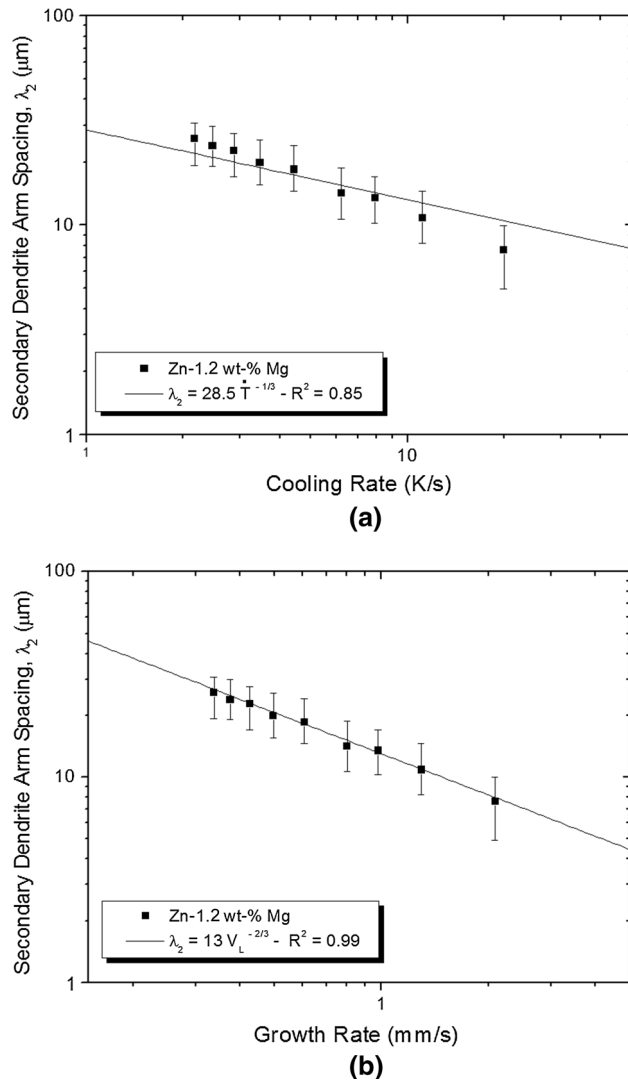 Secondary Dendrite Arm Spacing, λ₂ (μm)
100
10
1
1
10
Zn-1.2 wt-% Mg
λ₂ = 28.5 Ṫ ⁻¹/³ - R² = 0.85
Cooling Rate (K/s)
(a)
Secondary Dendrite Arm Spacing, λ₂ (μm)
100
10
1
1
Zn-1.2 wt-% Mg
λ₂ = 13 V_L ⁻²/³ - R² = 0.99
Growth Rate (mm/s)
(b)